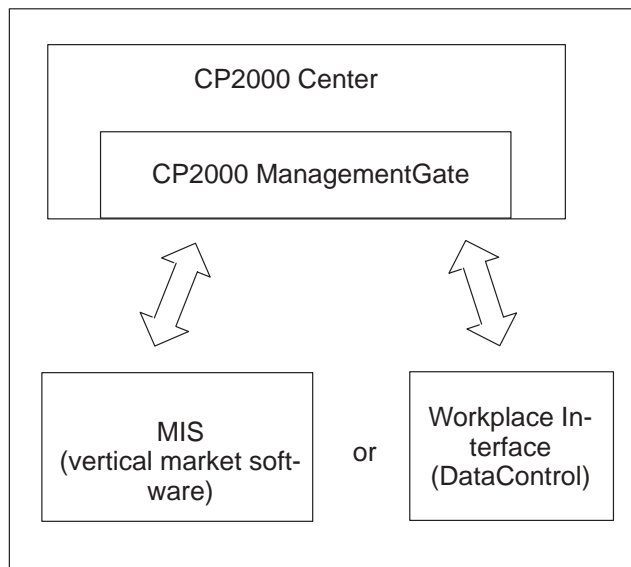 CP2000 Center
CP2000 ManagementGate
MIS
(vertical market soft-
ware)
or
Workplace In-
terface
(DataControl)